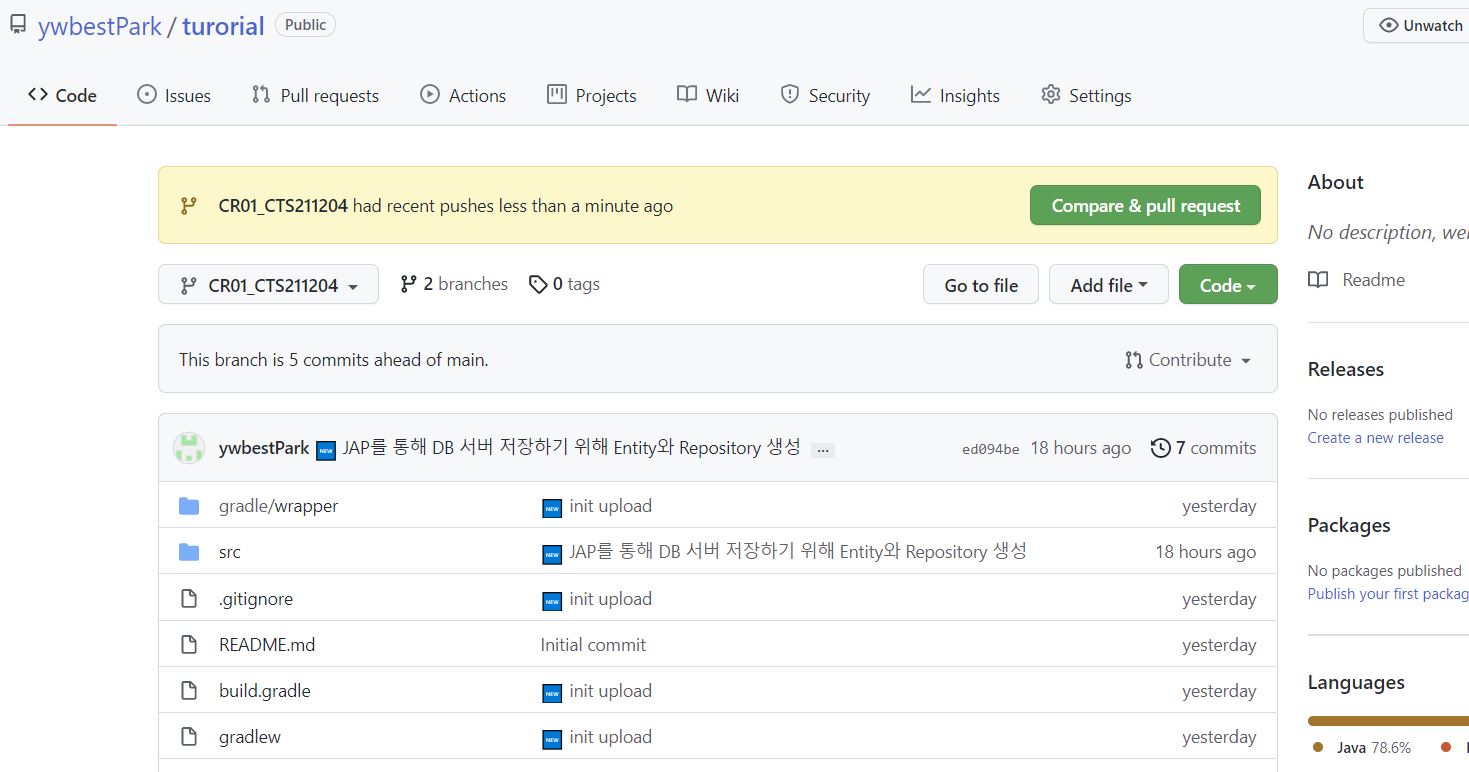 ywbestPark / turorial Public
Unwatch
Code Issues Pull requests Actions Projects Wiki Security Insights Settings
CR01_CTS211204 had recent pushes less than a minute ago Compare & pull request
CR01_CTS211204 2 branches 0 tags Go to file Add file Code
This branch is 5 commits ahead of main. Contribute
ywbestPark NEW JAP를 통해 DB 서버 저장하기 위해 Entity와 Repository 생성 ... ed094be 18 hours ago 7 commits
gradle/wrapper NEW init upload yesterday
src NEW JAP를 통해 DB 서버 저장하기 위해 Entity와 Repository 생성 18 hours ago
.gitignore NEW init upload yesterday
README.md Initial commit yesterday
build.gradle NEW init upload yesterday
gradlew NEW init upload yesterday
About
No description, we
Readme
Releases
No releases published
Create a new release
Packages
No packages published
Publish your first packag
Languages
Java 78.6%